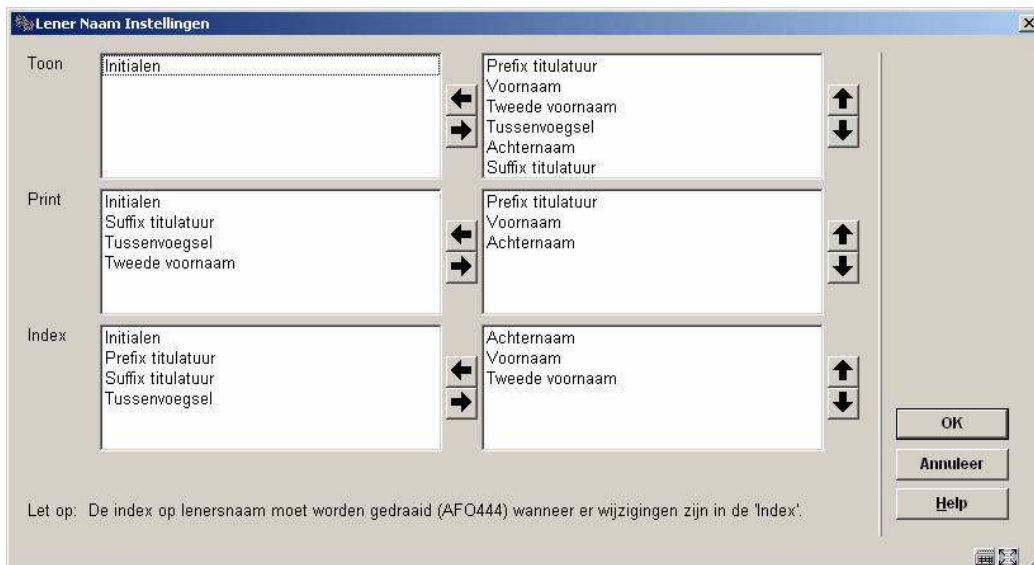 Lener Naam Instellingen
Toon
Initialen
Prefix titulatuur
Voornaam
Tweede voornaam
Tussenvoegsel
Achternaam
Suffix titulatuur
Print
Initialen
Suffix titulatuur
Tussenvoegsel
Tweede voornaam
Prefix titulatuur
Voornaam
Achternaam
Index
Initialen
Prefix titulatuur
Suffix titulatuur
Tussenvoegsel
Achternaam
Voornaam
Tweede voornaam
OK
Annuleer
Help
Let op: De index op lenersnaam moet worden gedraaid (AFO444) wanneer er wijzigingen zijn in de 'Index'.